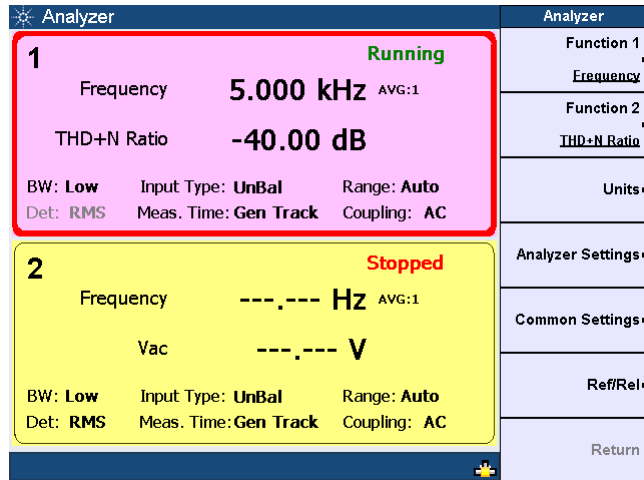 Analyzer
1
Running
Frequency 5.000 kHz AVG:1
THD+N Ratio -40.00 dB
BW: Low Input Type: UnBal Range: Auto
Det: RMS Meas. Time: Gen Track Coupling: AC
2
Stopped
Frequency ---.--- Hz AVG:1
Vac ---.--- V
BW: Low Input Type: UnBal Range: Auto
Det: RMS Meas. Time: Gen Track Coupling: AC
Analyzer
Function 1
Frequency
Function 2
THD+N Ratio
Units
Analyzer Settings
Common Settings
Ref/Rel
Return